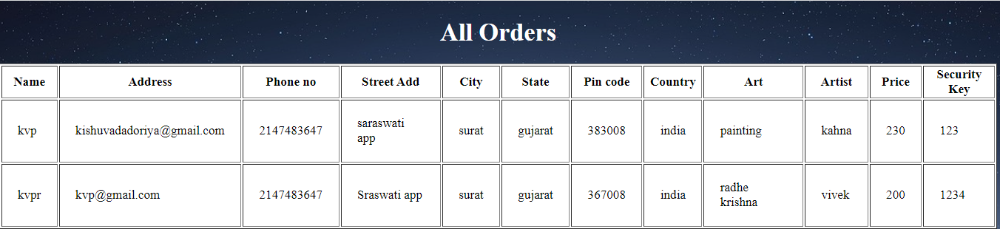 All Orders
Name Address Phone no Street Add City State Pin code Country Art Artist Price Security Key
kvp kishuvadadoriya@gmail.com 2147483647 saraswati app surat gujarat 383008 india painting kahna 230 123
kvpr kvp@gmail.com 2147483647 Sraswati app surat gujarat 367008 india radhe krishna vivek 200 1234